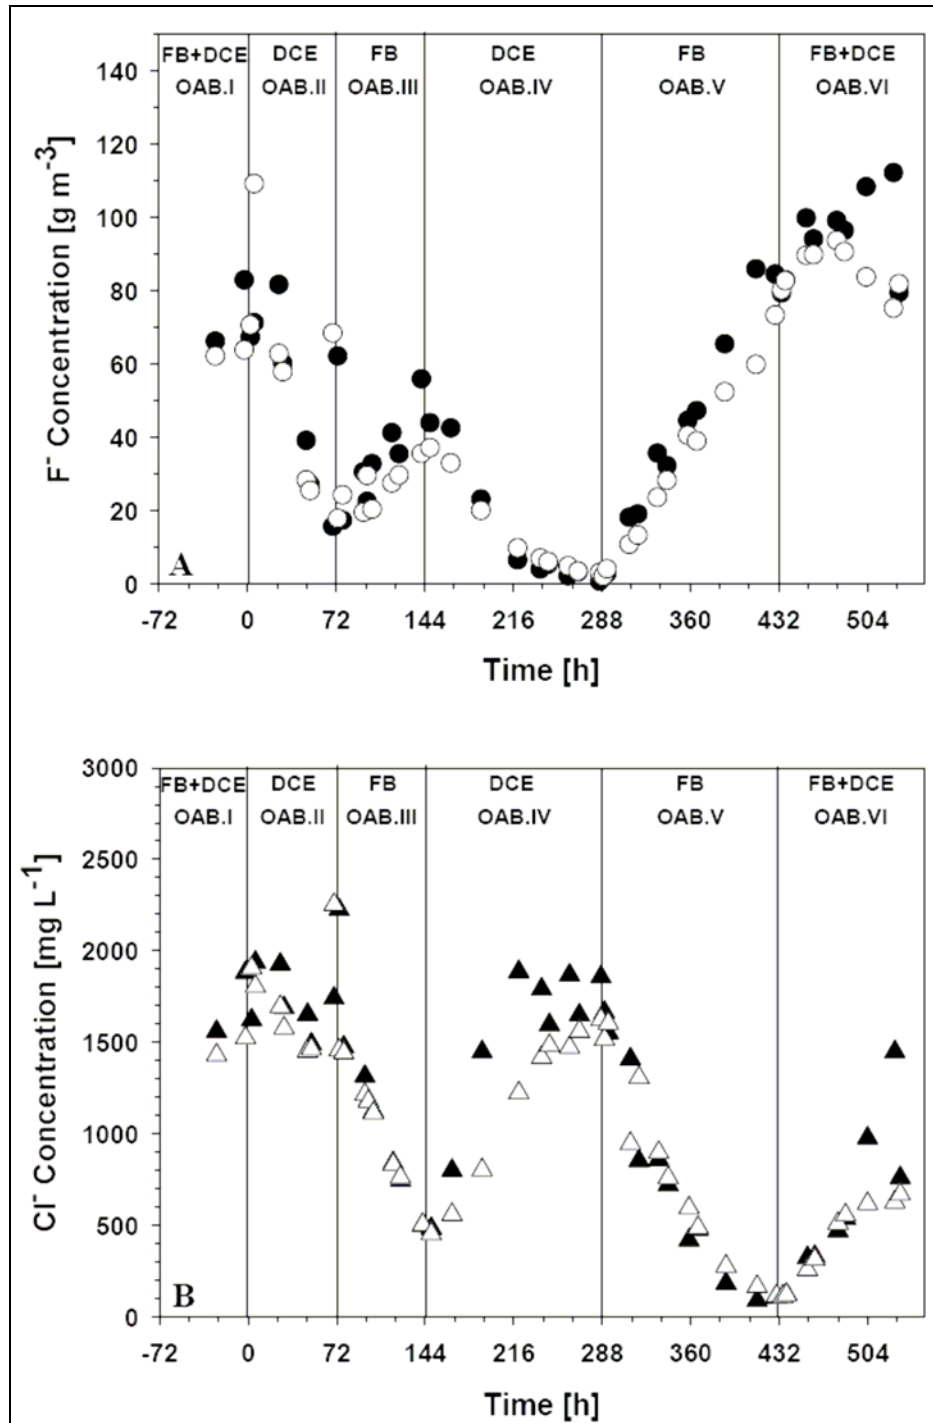 FB+DCE DCE FB DCE FB FB+DCE
OAB.I OAB.II OAB.III OAB.IV OAB.V OAB.VI
140
120
100
80
60
40
20
0
F⁻ Concentration [g m⁻³]
A
-72 0 72 144 216 288 360 432 504
Time [h]
3000
2500
2000
1500
1000
500
0
FB+DCE DCE FB DCE FB FB+DCE
OAB.I OAB.II OAB.III OAB.IV OAB.V OAB.VI
Cl⁻ Concentration [mg L⁻¹]
B
-72 0 72 144 216 288 360 432 504
Time [h]